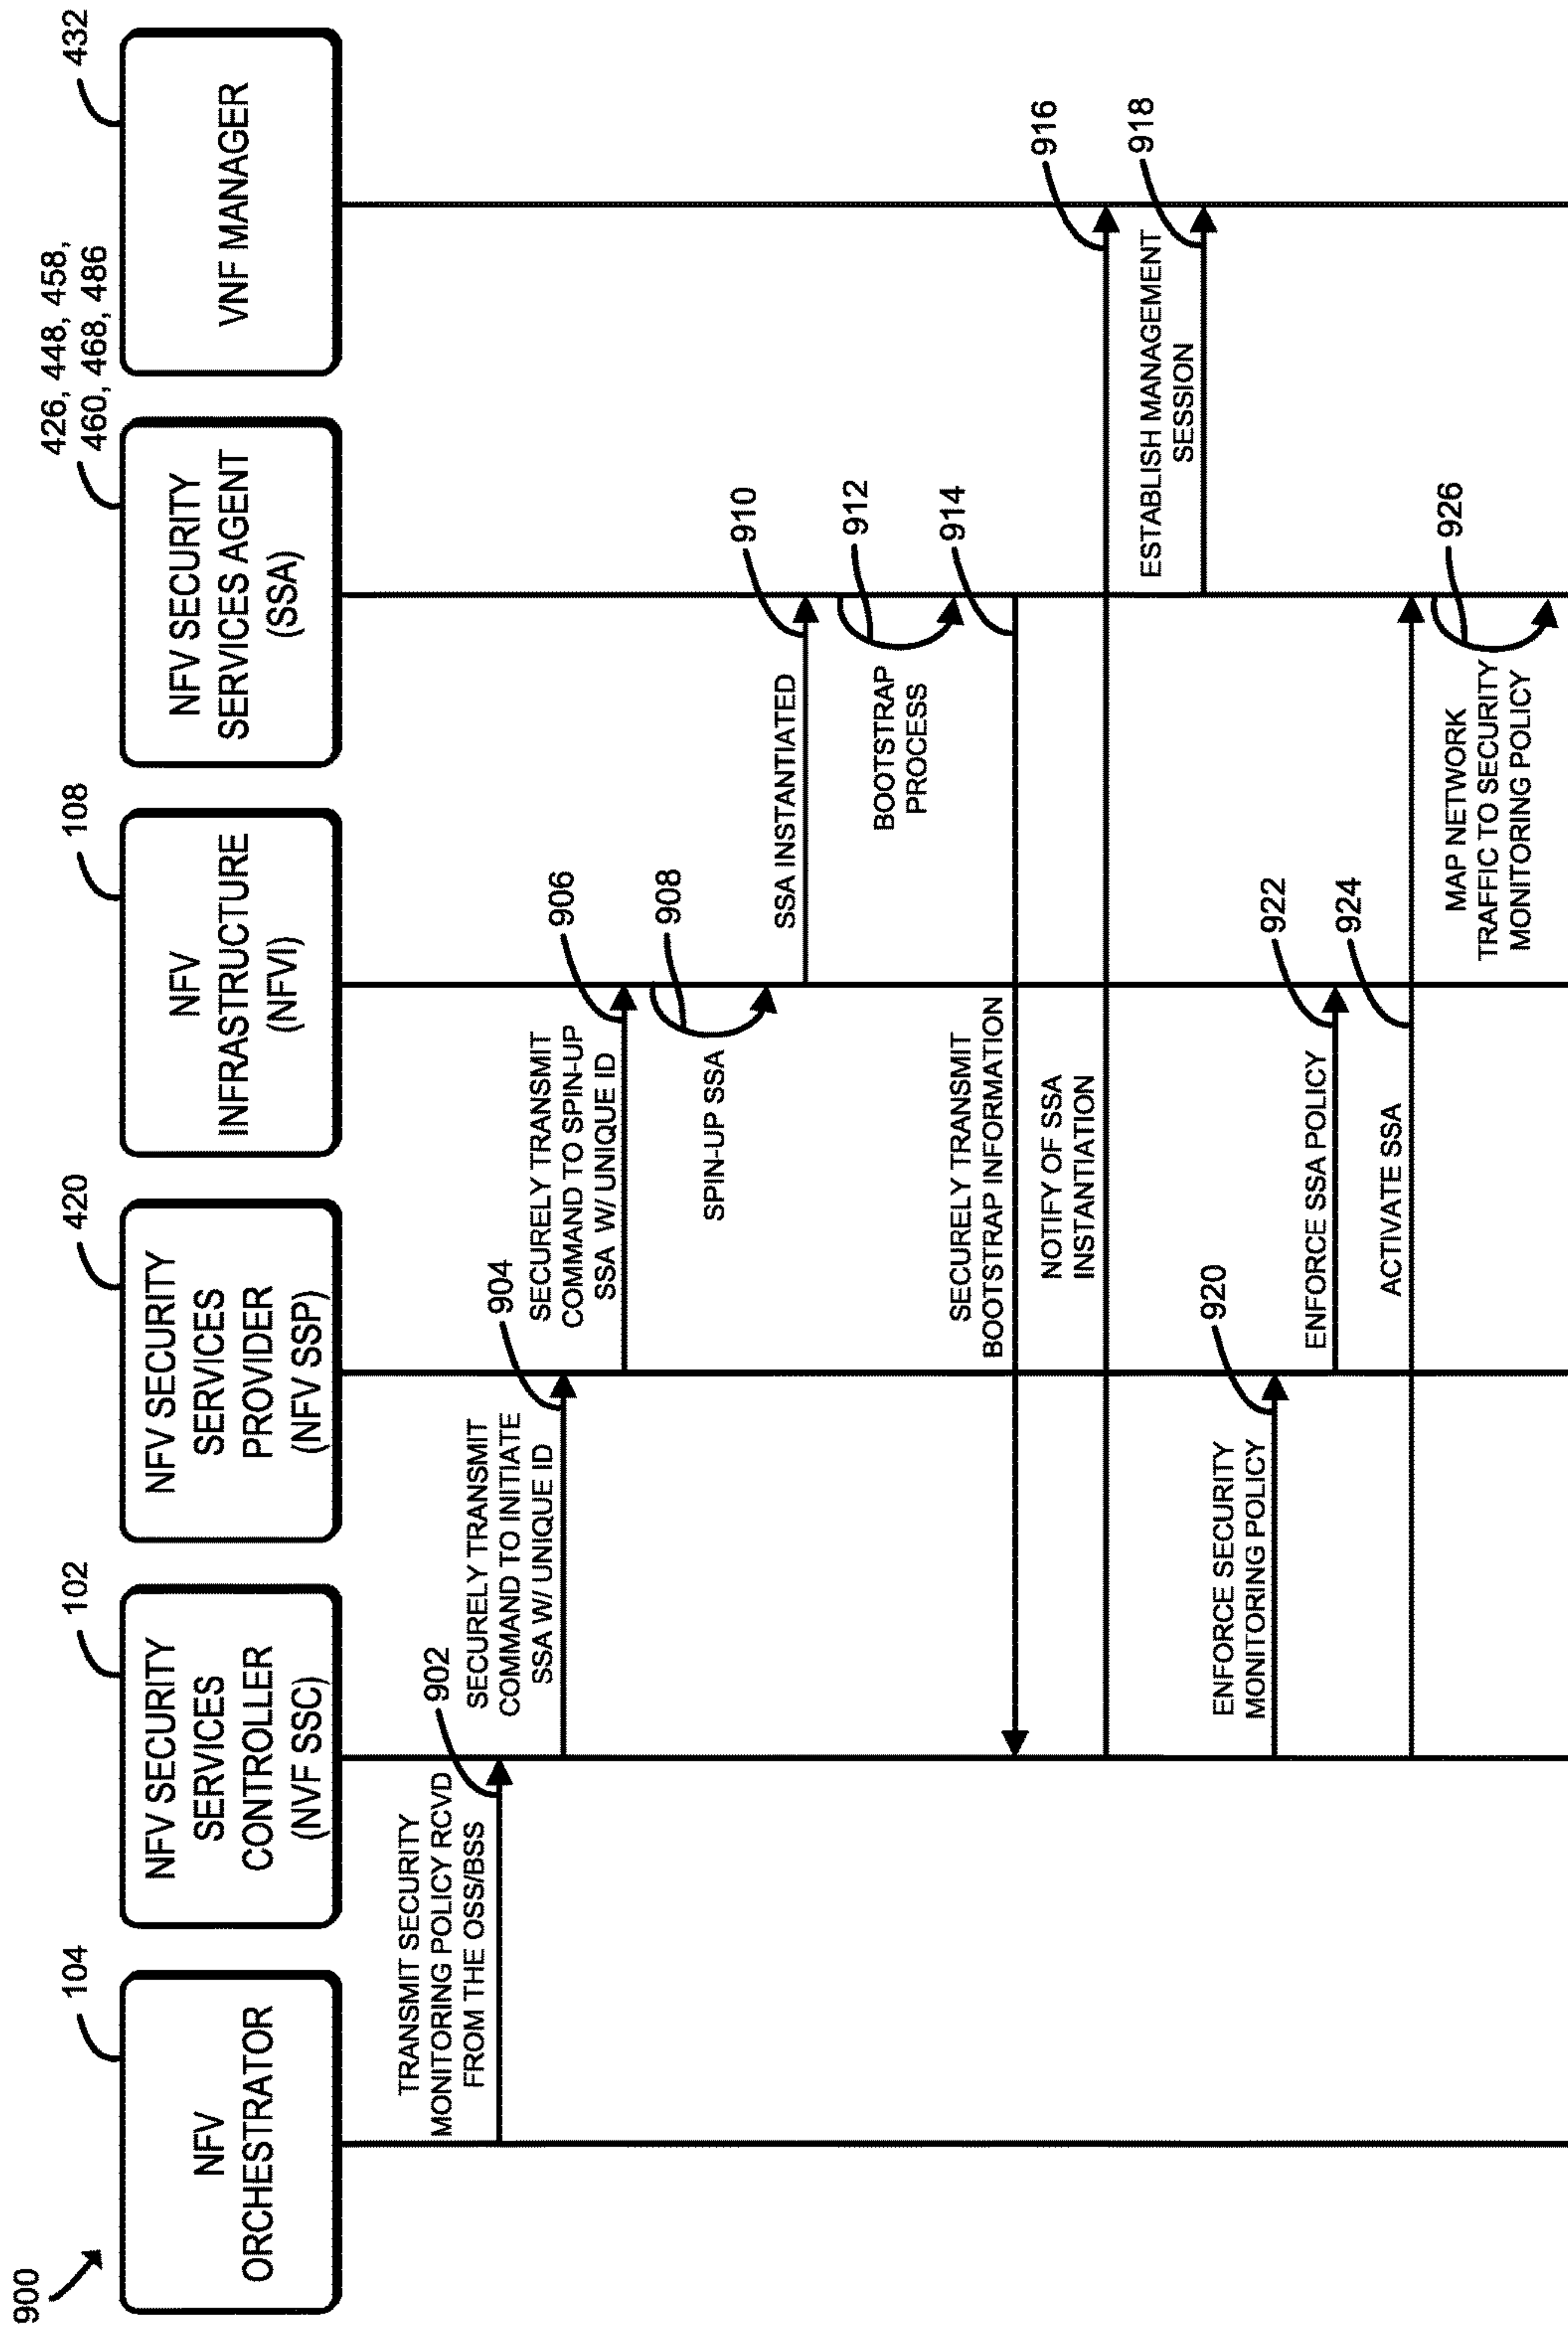 900
104
NFV
ORCHESTRATOR
102
NFV SECURITY
SERVICES
CONTROLLER
(NVF SSC)
420
NFV SECURITY
SERVICES
PROVIDER
(NFV SSP)
108
NFV
INFRASTRUCTURE
(NFVI)
426, 448, 458,
460, 468, 486
NFV SECURITY
SERVICES AGENT
(SSA)
432
VNF MANAGER
TRANSMIT SECURITY
MONITORING POLICY RCVD
FROM THE OSS/BSS
902
SECURELY TRANSMIT
COMMAND TO INITIATE
SSA W/ UNIQUE ID
904
SECURELY TRANSMIT
COMMAND TO SPIN-UP
SSA W/ UNIQUE ID
906
SPIN-UP SSA
908
SSA INSTANTIATED
910
BOOTSTRAP
PROCESS
912
SECURELY TRANSMIT
BOOTSTRAP INFORMATION
914
NOTIFY OF SSA
INSTANTIATION
916
ESTABLISH MANAGEMENT
SESSION
918
ENFORCE SECURITY
MONITORING POLICY
920
ENFORCE SSA POLICY
922
ACTIVATE SSA
924
MAP NETWORK
TRAFFIC TO SECURITY
MONITORING POLICY
926